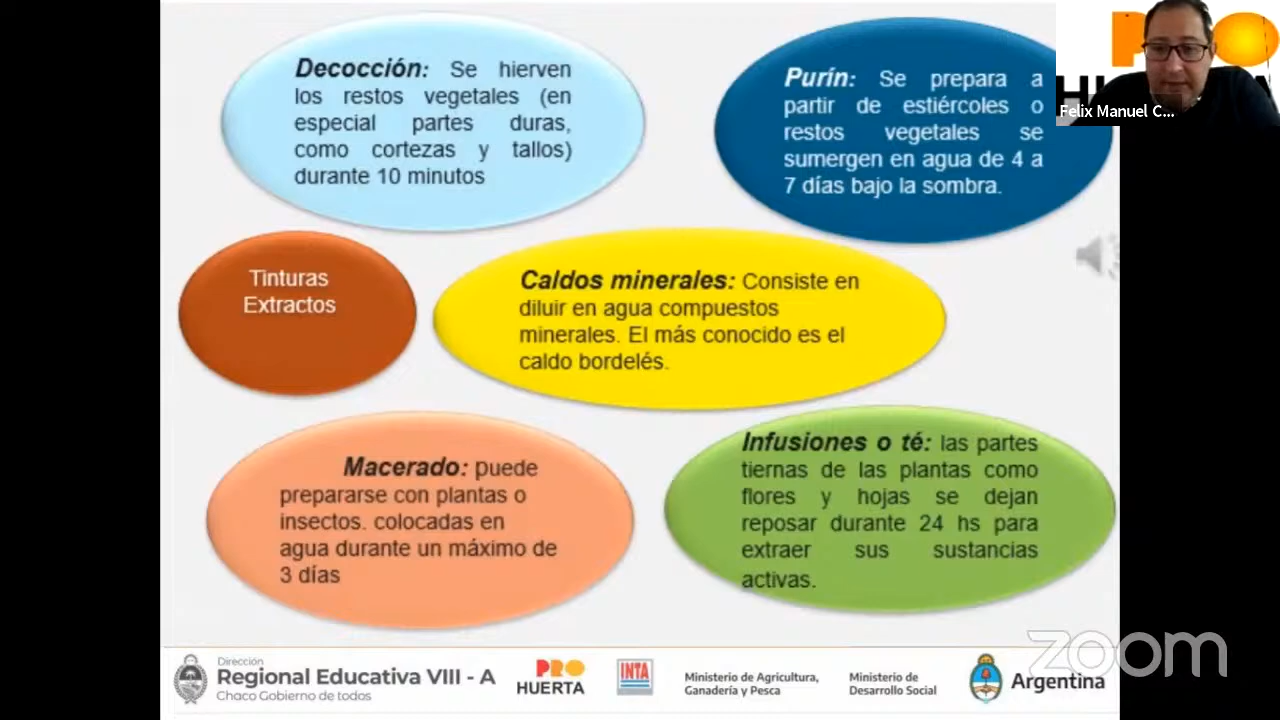 Decocción: Se hierven
los restos vegetales (en
especial partes duras,
como cortezas y tallos)
durante 10 minutos
Purín: Se prepara a
partir de estiércoles o
restos vegetales se
sumergen en agua de 4 a
7 días bajo la sombra.
Felix Manuel C...
Tinturas
Extractos
Caldos minerales: Consiste en
diluir en agua compuestos
minerales. El más conocido es el
caldo bordelés.
Macerado: puede
prepararse con plantas o
insectos. colocadas en
agua durante un máximo de
3 días
Infusiones o té: las partes
tiernas de las plantas como
flores y hojas se dejan
reposar durante 24 hs para
extraer sus sustancias
activas.
zoom
Dirección
Regional Educativa VIII - A
Chaco Gobierno de todos
PRO
HUERTA
INTA
Ministerio de Agricultura,
Ganadería y Pesca
Ministerio de
Desarrollo Social
Argentina